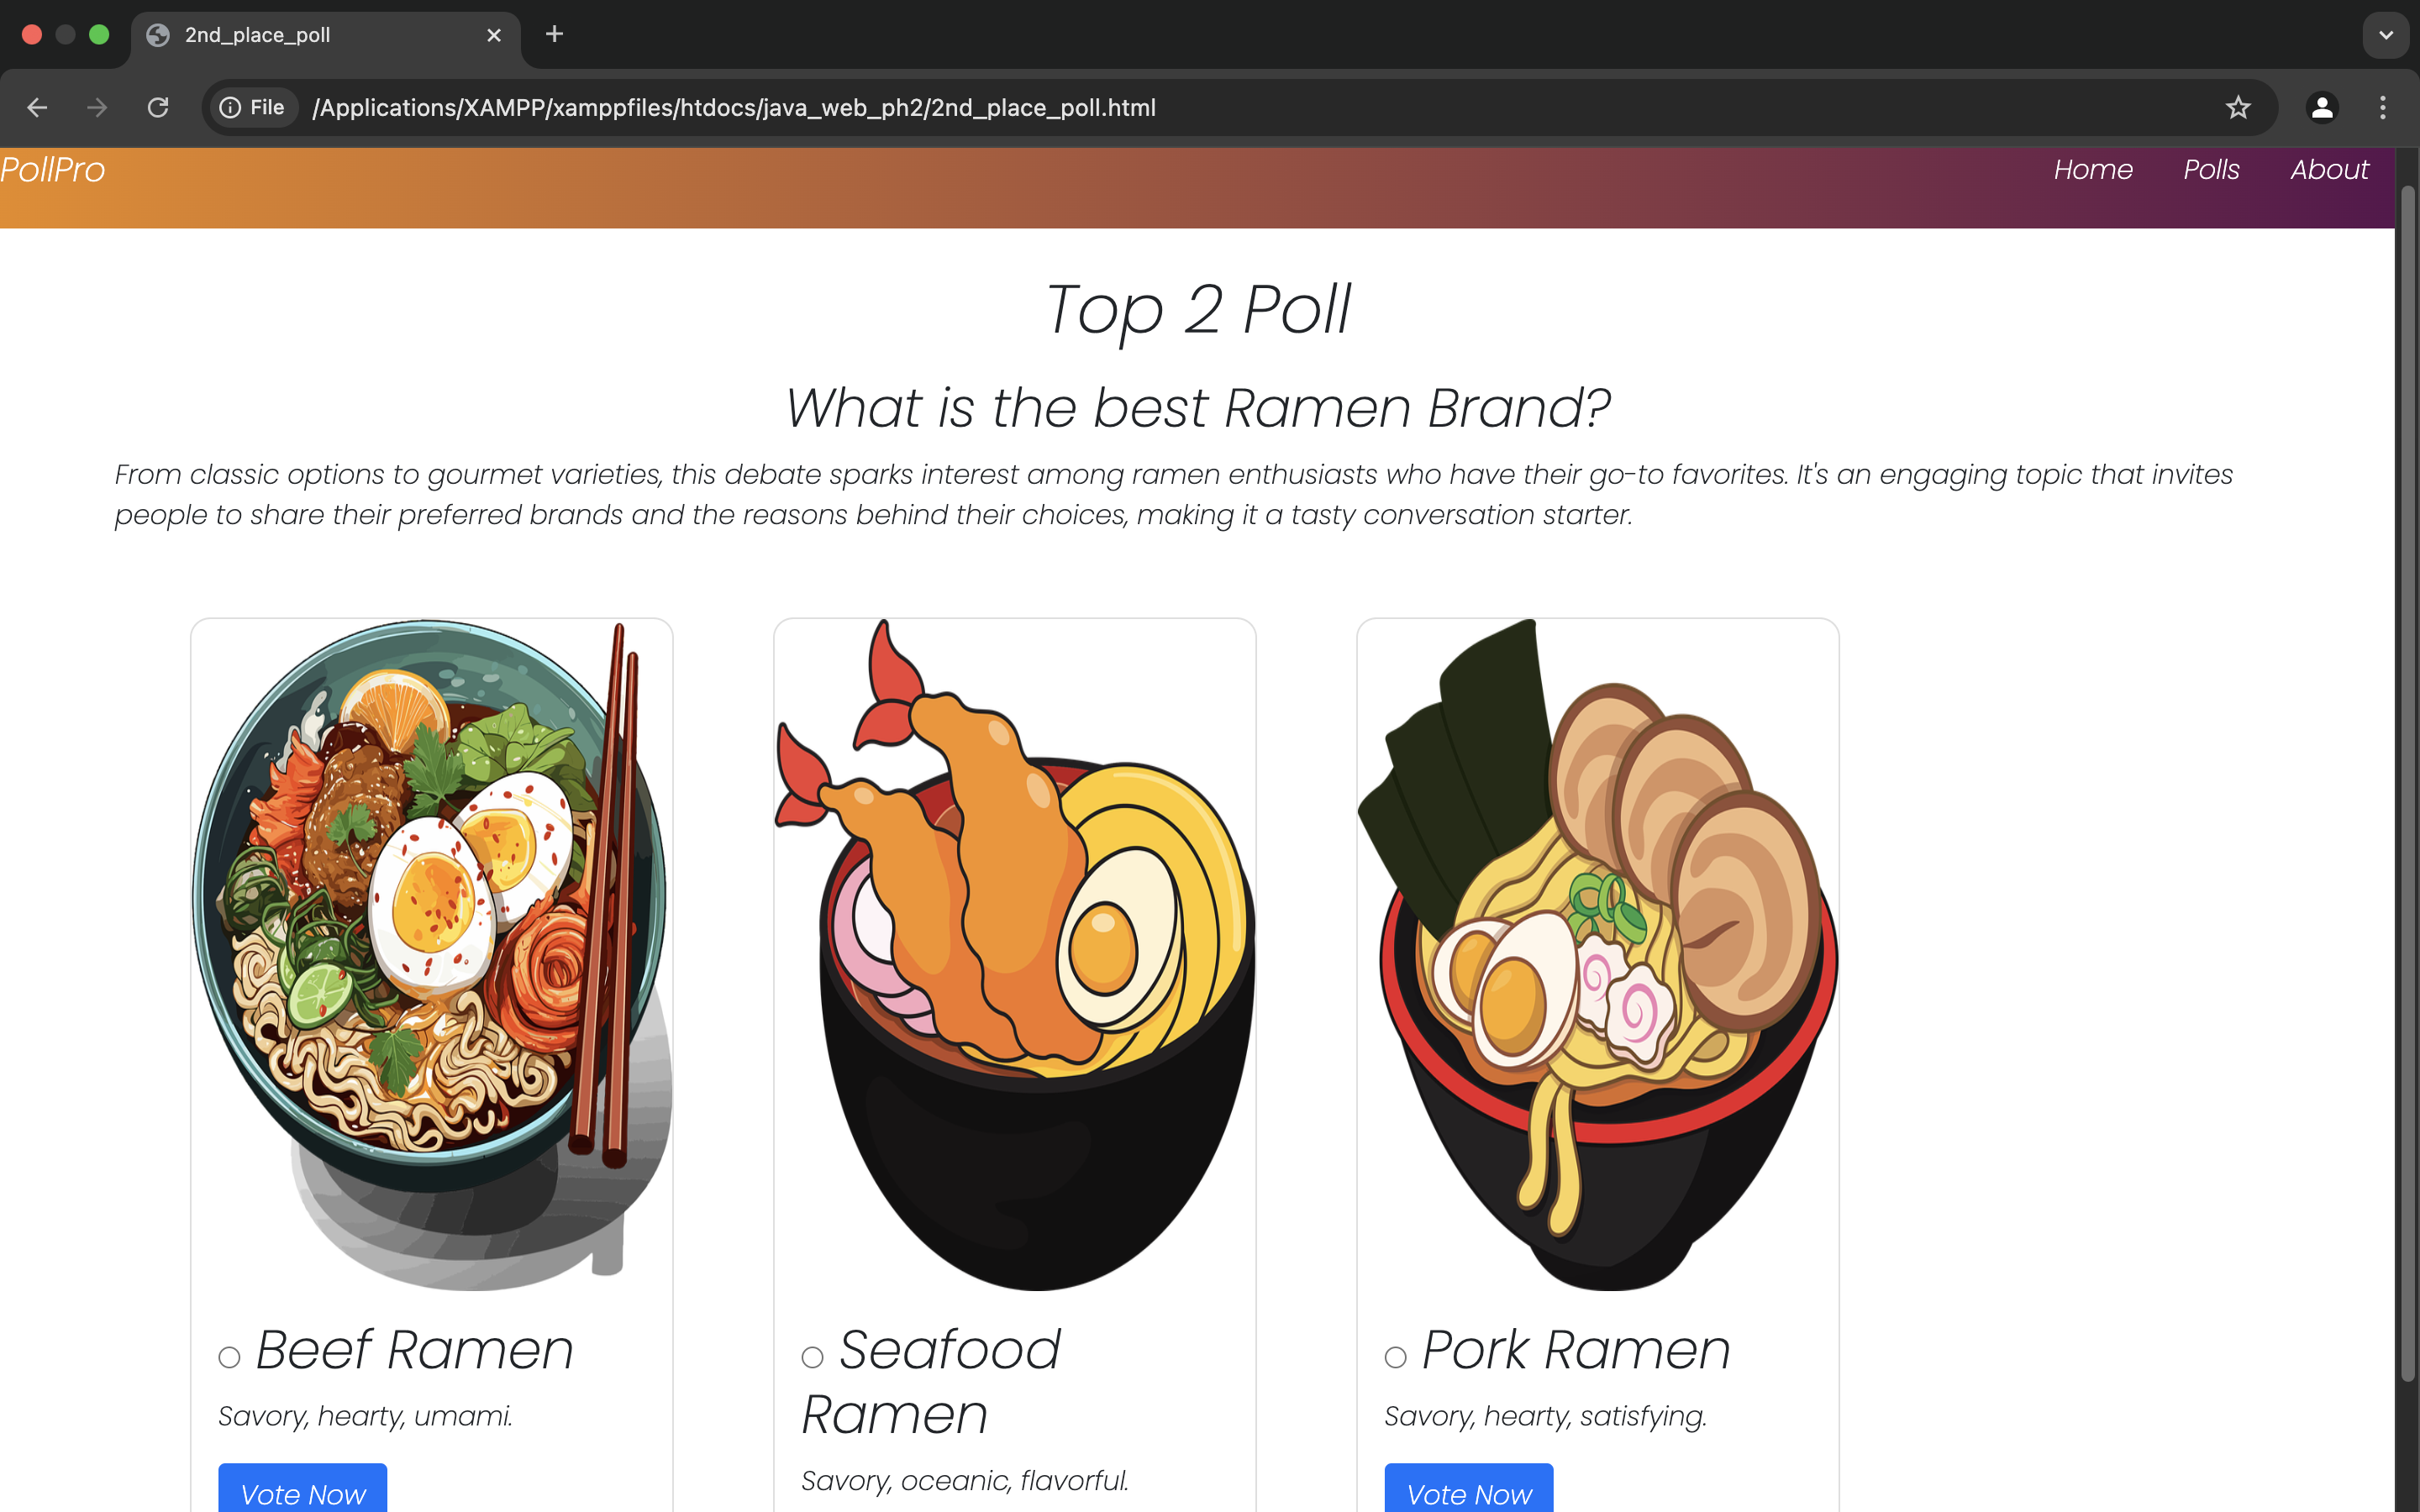 2nd_place_poll
File /Applications/XAMPP/xamppfiles/htdocs/java_web_ph2/2nd_place_poll.html
PollPro Home Polls About
Top 2 Poll
What is the best Ramen Brand?
From classic options to gourmet varieties, this debate sparks interest among ramen enthusiasts who have their go-to favorites. It's an engaging topic that invites
people to share their preferred brands and the reasons behind their choices, making it a tasty conversation starter.
Beef Ramen
Savory, hearty, umami.
Vote Now
Seafood
Ramen
Savory, oceanic, flavorful.
Pork Ramen
Savory, hearty, satisfying.
Vote Now